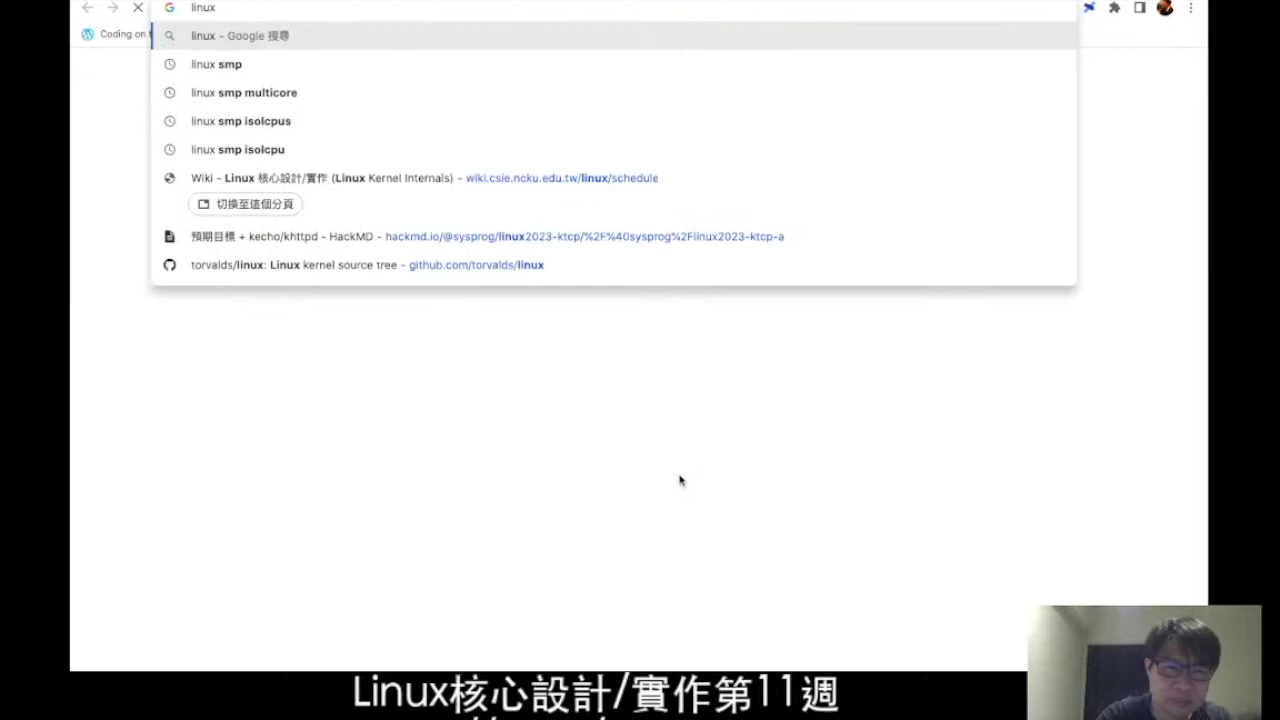 linux
Coding on
linux - Google 搜尋
linux smp
linux smp multicore
linux smp isolcpus
linux smp isolcpu
Wiki - Linux 核心設計/實作 (Linux Kernel Internals) - wiki.csie.ncku.edu.tw/linux/schedule
切換至這個分頁
預期目標 + kecho/khttpd - HackMD - hackmd.io/@sysprog/linux2023-ktcp/%2F%40sysprog%2Flinux2023-ktcp-a
torvalds/linux: Linux kernel source tree - github.com/torvalds/linux
Linux核心設計/實作第11週